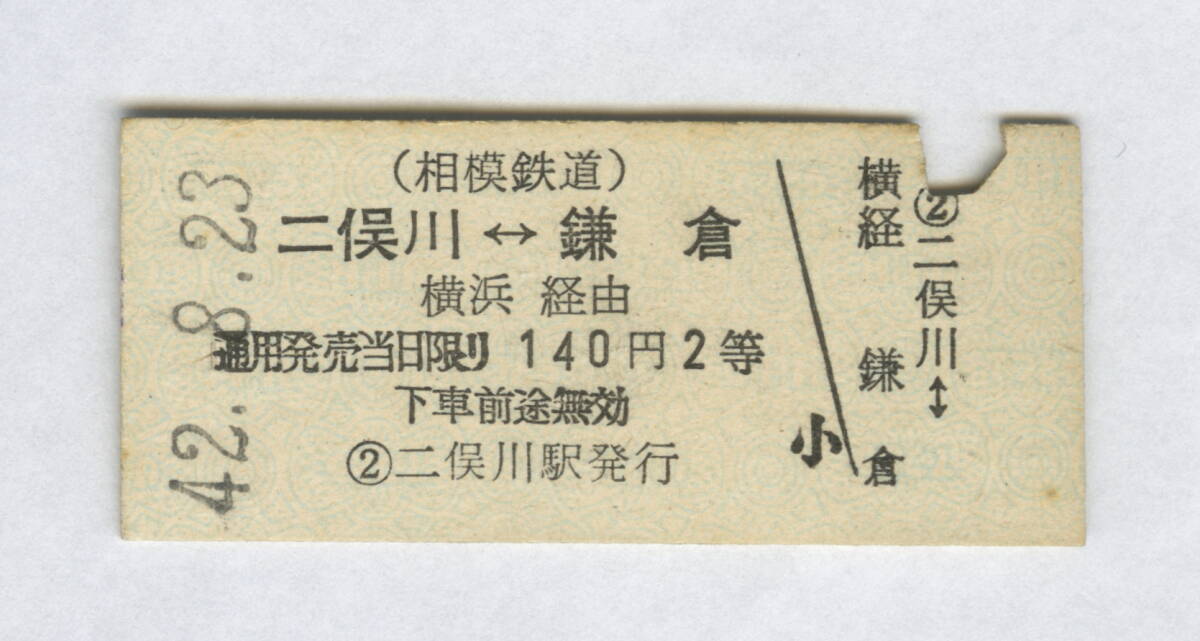 42.-8.23
(相模鉄道)
二俣川↔鎌倉
横浜 経由
通用発売当日限り 140円2等
下車前途無効
②二俣川駅発行
小
②二俣川↔
横経 鎌倉